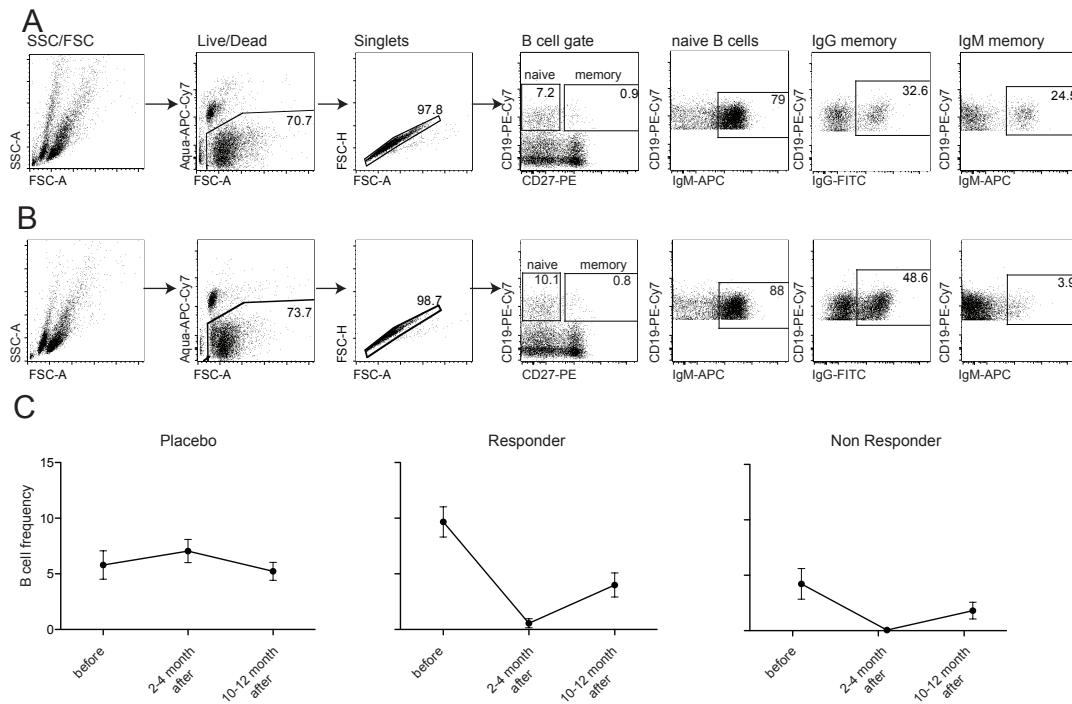 A
SSC/FSC
Live/Dead
Singlets
B cell gate
naive B cells
IgG memory
IgM memory
SSC-A
FSC-A
Aqua-APC-Cy7
70.7
FSC-A
FSC-H
97.8
FSC-A
CD19-PE-Cy7
naive
7.2
memory
0.9
CD27-PE
CD19-PE-Cy7
79
IgM-APC
CD19-PE-Cy7
32.6
IgG-FITC
CD19-PE-Cy7
24.5
IgM-APC
B
SSC-A
FSC-A
Aqua-APC-Cy7
73.7
FSC-A
FSC-H
98.7
FSC-A
CD19-PE-Cy7
naive
10.1
memory
0.8
CD27-PE
CD19-PE-Cy7
88
IgM-APC
CD19-PE-Cy7
48.6
IgG-FITC
CD19-PE-Cy7
3.9
IgM-APC
C
Placebo
B cell frequency
15
10
5
0
before
2-4 month
after
10-12 month
after
Responder
before
2-4 month
after
10-12 month
after
Non Responder
before
2-4 month
after
10-12 month
after